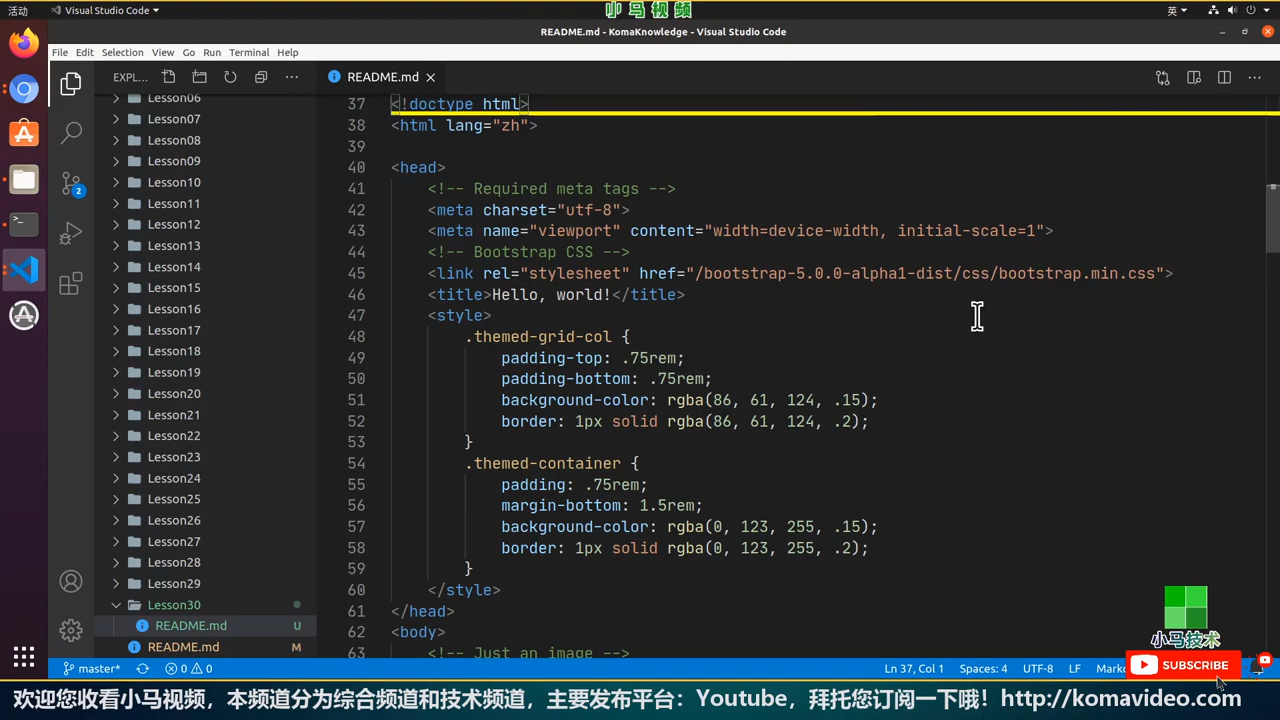 活动
Visual Studio Code
小马视频
英
README.md - KomaKnowledge - Visual Studio Code
File Edit Selection View Go Run Terminal Help
EXPL...
README.md
Lesson06
Lesson07
Lesson08
Lesson09
Lesson10
Lesson11
Lesson12
Lesson13
Lesson14
Lesson15
Lesson16
Lesson17
Lesson18
Lesson19
Lesson20
Lesson21
Lesson22
Lesson23
Lesson24
Lesson25
Lesson26
Lesson27
Lesson28
Lesson29
Lesson30
README.md U
README.md M
2
37 <!doctype html>
38 <html lang="zh">
39
40 <head>
41 <!-- Required meta tags -->
42 <meta charset="utf-8">
43 <meta name="viewport" content="width=device-width, initial-scale=1">
44 <!-- Bootstrap CSS -->
45 <link rel="stylesheet" href="/bootstrap-5.0.0-alpha1-dist/css/bootstrap.min.css">
46 <title>Hello, world!</title>
47 <style>
48 .themed-grid-col {
49 padding-top: .75rem;
50 padding-bottom: .75rem;
51 background-color: rgba(86, 61, 124, .15);
52 border: 1px solid rgba(86, 61, 124, .2);
53 }
54 .themed-container {
55 padding: .75rem;
56 margin-bottom: 1.5rem;
57 background-color: rgba(0, 123, 255, .15);
58 border: 1px solid rgba(0, 123, 255, .2);
59 }
60 </style>
61 </head>
62 <body>
63 <!-- Just an image -->
小马技术
SUBSCRIBE
master* 0 0
Ln 37, Col 1 Spaces: 4 UTF-8 LF
欢迎您收看小马视频，本频道分为综合频道和技术频道，主要发布平台：Youtube，拜托您订阅一下哦！http://komavideo.com